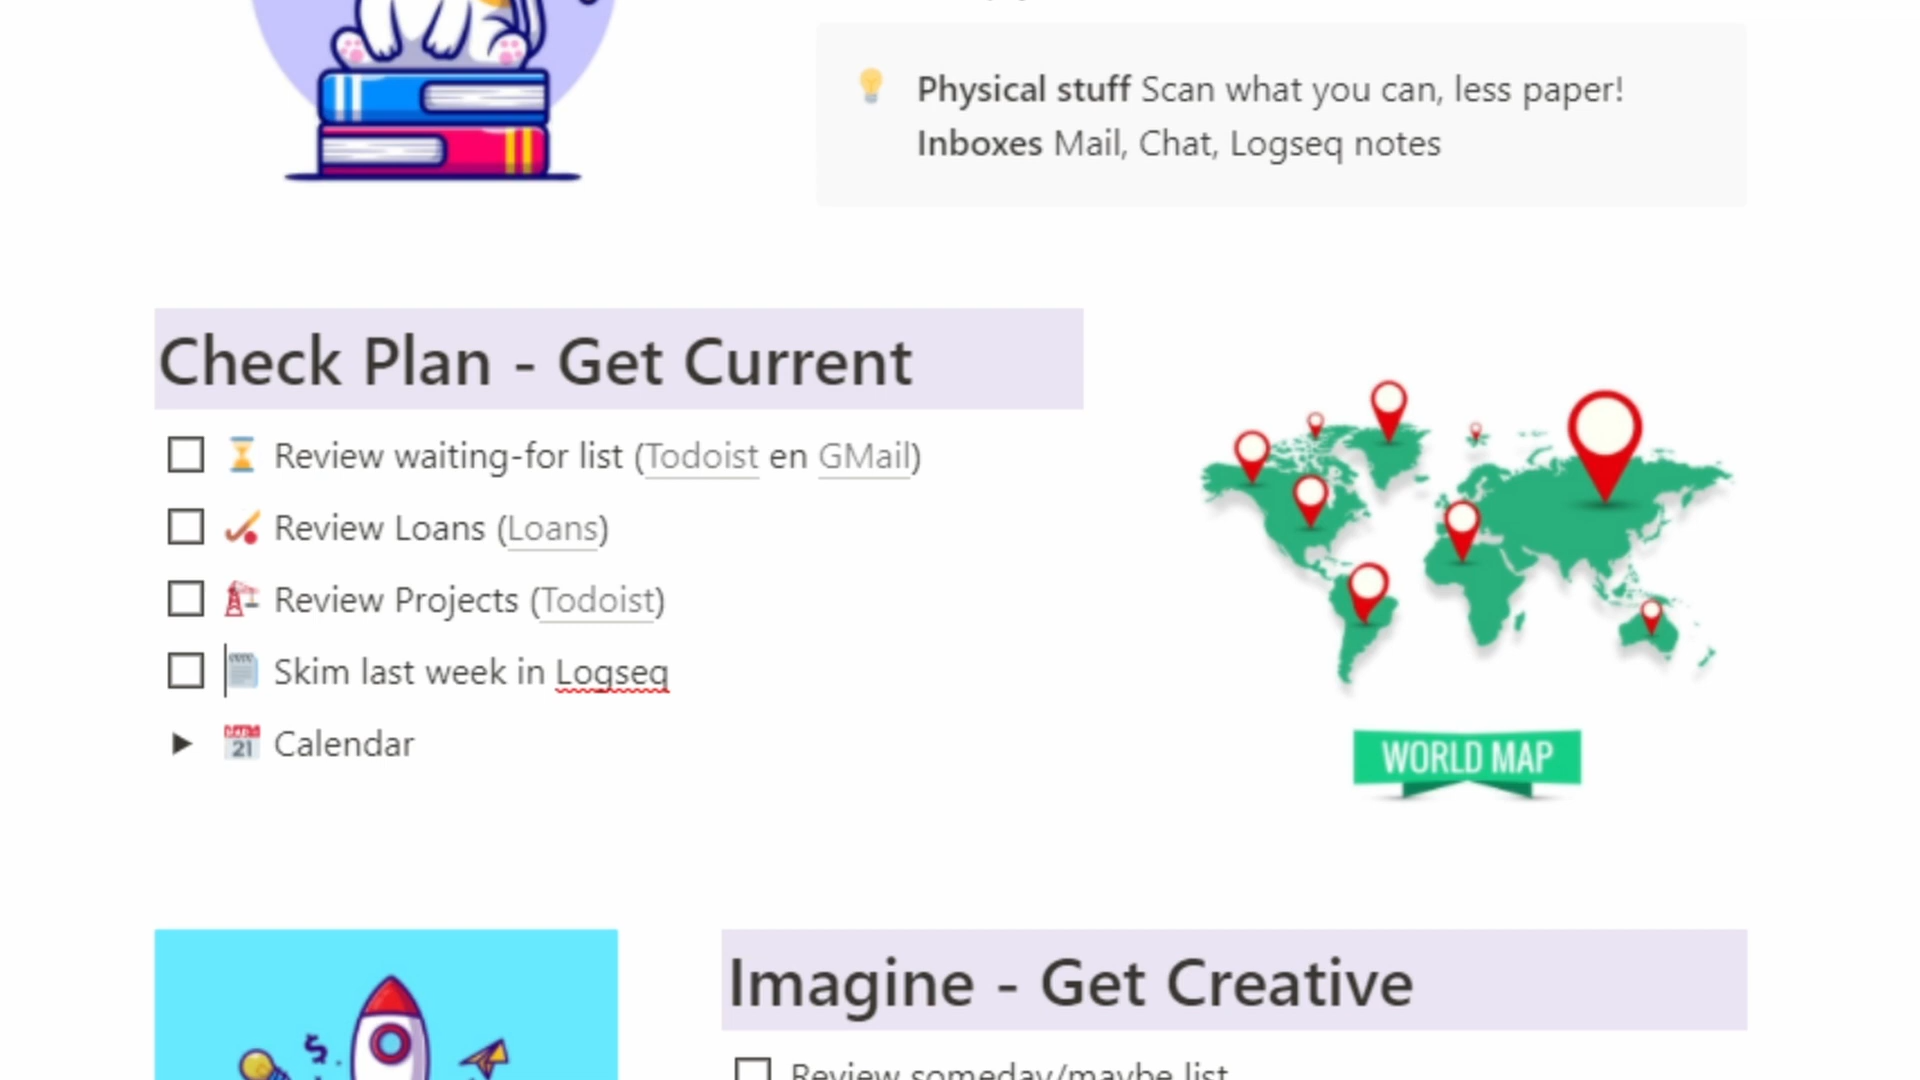 Physical stuff Scan what you can, less paper!
Inboxes Mail, Chat, Logseq notes
Check Plan - Get Current
Review waiting-for list (Todoist en GMail)
Review Loans (Loans)
Review Projects (Todoist)
Skim last week in Logseq
21 Calendar
WORLD MAP
Imagine - Get Creative
Review someday/maybe list